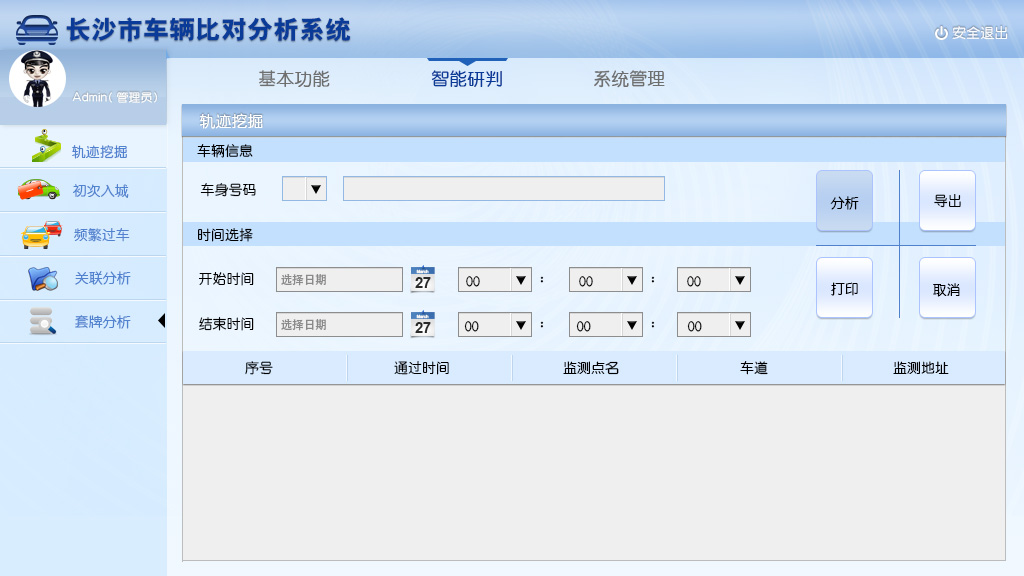 长沙市车辆比对分析系统
安全退出
Admin( 管理员)
基本功能 智能研判 系统管理
轨迹挖掘
初次入城
频繁过车
关联分析
套牌分析
轨迹挖掘
车辆信息
车身号码
分析 导出
时间选择
开始时间 选择日期 March 27 00 : 00 : 00
打印 取消
结束时间 选择日期 March 27 00 : 00 : 00
序号 通过时间 监测点名 车道 监测地址